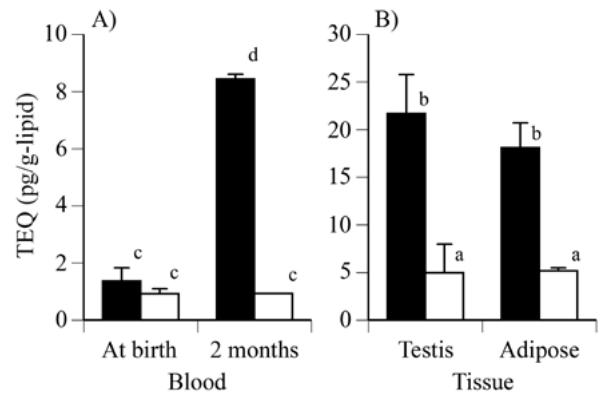 A)
TEQ (pg/g-lipid)
10
8
6
4
2
0
c
c
d
c
At birth
2 months
Blood
B)
30
25
20
15
10
5
0
b
a
b
a
Testis
Adipose
Tissue